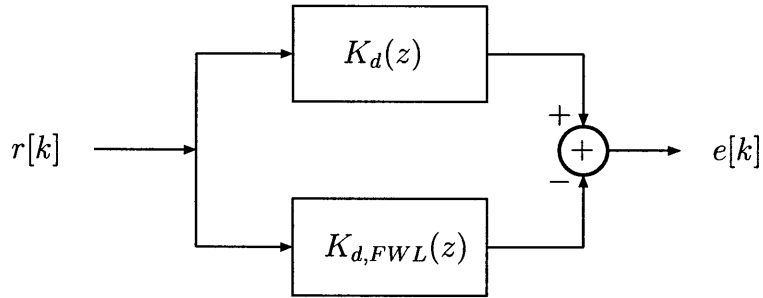 K_d(z)
+
r[k]
+
e[k]
−
K_{d,FWL}(z)